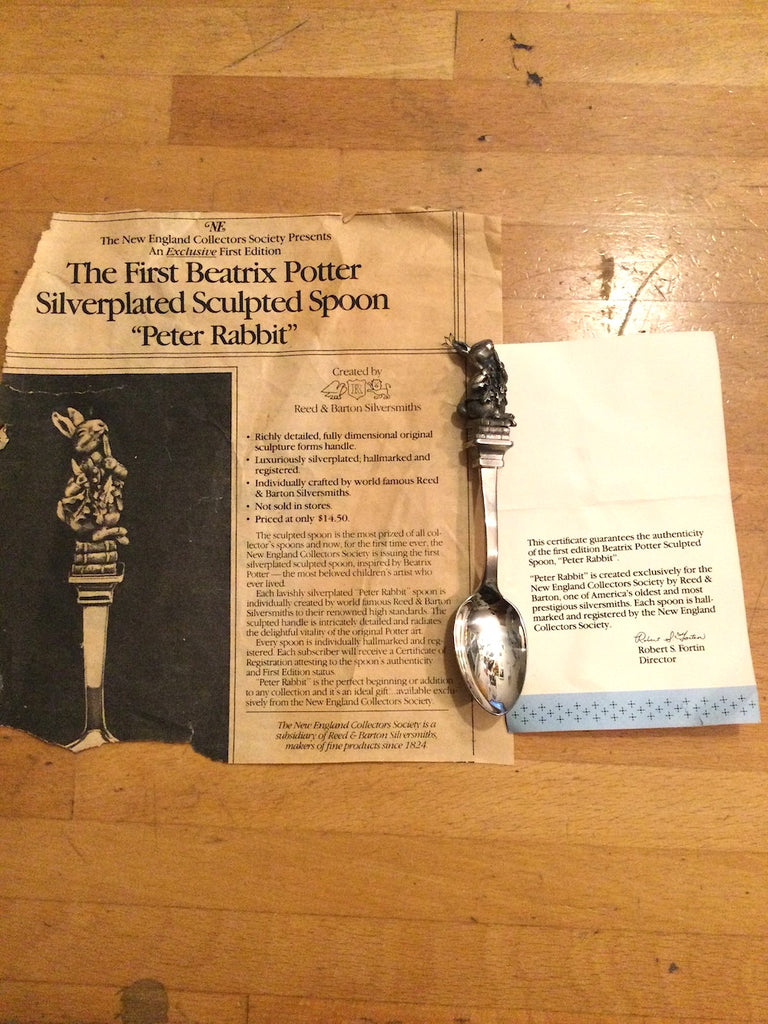 NE
The New England Collectors Society Presents
An Exclusive First Edition
The First Beatrix Potter
Silverplated Sculpted Spoon
"Peter Rabbit"
Created by
R
Reed & Barton Silversmiths
• Richly detailed, fully dimensional original
sculpture forms handle.
• Luxuriously silverplated; hallmarked and
registered.
• Individually crafted by world famous Reed
& Barton Silversmiths.
• Not sold in stores.
• Priced at only $14.50.
The sculpted spoon is the most prized of all col-
lector's spoons and now, for the first time ever, the
New England Collectors Society is issuing the first
silverplated sculpted spoon, inspired by Beatrix
Potter — the most beloved children's artist who
ever lived.
Each lavishly silverplated "Peter Rabbit" spoon is
individually created by world famous Reed & Barton
Silversmiths to their renowned high standards. The
sculpted handle is intricately detailed and radiates
the delightful vitality of the original Potter art.
Every spoon is individually hallmarked and reg-
istered. Each subscriber will receive a Certificate of
Registration attesting to the spoon's authenticity
and First Edition status.
"Peter Rabbit" is the perfect beginning or addition
to any collection and it's an ideal gift...available exclu-
sively from the New England Collectors Society.
The New England Collectors Society is a
subsidiary of Reed & Barton Silversmiths,
makers of fine products since 1824.
This certificate guarantees the authenticity
of the first edition Beatrix Potter Sculpted
Spoon, "Peter Rabbit".
"Peter Rabbit" is created exclusively for the
New England Collectors Society by Reed &
Barton, one of America's oldest and most
prestigious silversmiths. Each spoon is hall-
marked and registered by the New England
Collectors Society.
Robert S. Fortin
Robert S. Fortin
Director